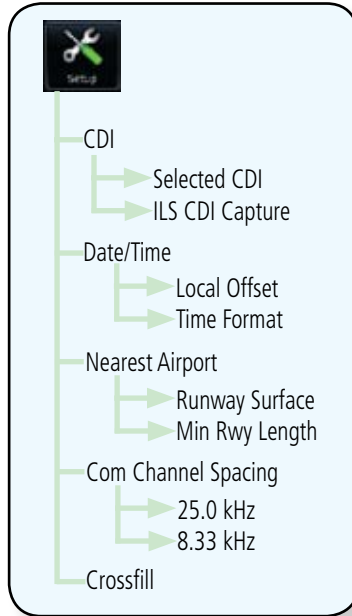 Setup
CDI
Selected CDI
ILS CDI Capture
Date/Time
Local Offset
Time Format
Nearest Airport
Runway Surface
Min Rwy Length
Com Channel Spacing
25.0 kHz
8.33 kHz
Crossfill